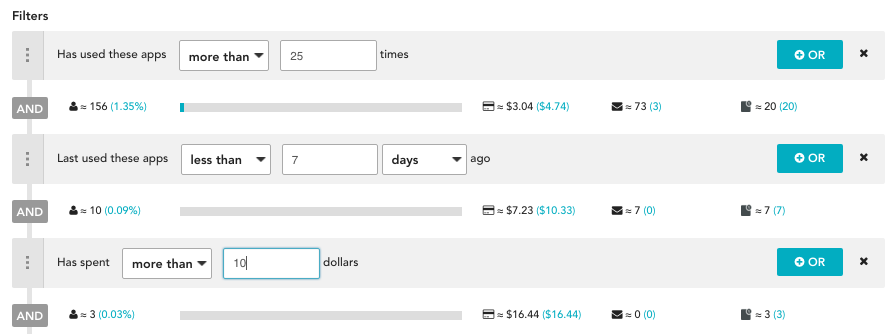 Filters
Has used these apps more than 25 times OR ×
AND ≈ 156 (1.35%) ≈ $3.04 ($4.74) ≈ 73 (3) ≈ 20 (20)
Last used these apps less than 7 days ago OR ×
AND ≈ 10 (0.09%) ≈ $7.23 ($10.33) ≈ 7 (0) ≈ 7 (7)
Has spent more than 10 dollars OR ×
AND ≈ 3 (0.03%) ≈ $16.44 ($16.44) ≈ 0 (0) ≈ 3 (3)